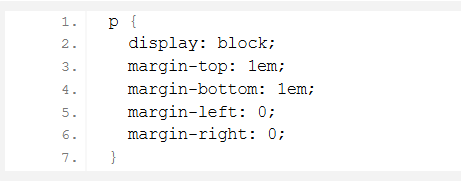 1. p {
2. display: block;
3. margin-top: 1em;
4. margin-bottom: 1em;
5. margin-left: 0;
6. margin-right: 0;
7. }